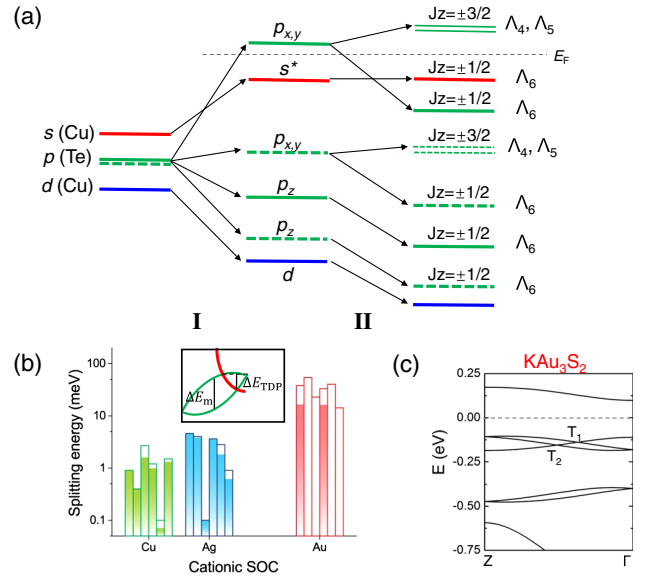 (a)
p_{x,y}
Jz=±3/2
Λ₄, Λ₅
E_F
s*
Jz=±1/2
Λ₆
Jz=±1/2
Λ₆
s (Cu)
p (Te)
d (Cu)
p_{x,y}
Jz=±3/2
Λ₄, Λ₅
Jz=±1/2
Λ₆
p_z
Jz=±1/2
Λ₆
p_z
Jz=±1/2
Λ₆
d
I
II
(b)
Splitting energy (meV)
100
10
1
0.1
ΔE_m
ΔE_TDP
Cu
Ag
Au
Cationic SOC
(c)
KAu₃S₂
E (eV)
0.25
0.00
-0.25
-0.50
-0.75
T₁
T₂
Z
Γ